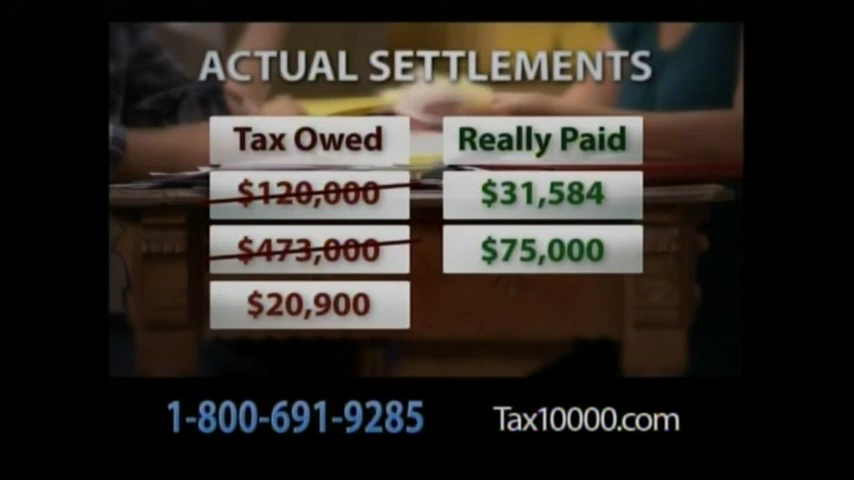 ACTUAL SETTLEMENTS
Tax Owed Really Paid
$120,000 $31,584
$473,000 $75,000
$20,900
1-800-691-9285 Tax10000.com